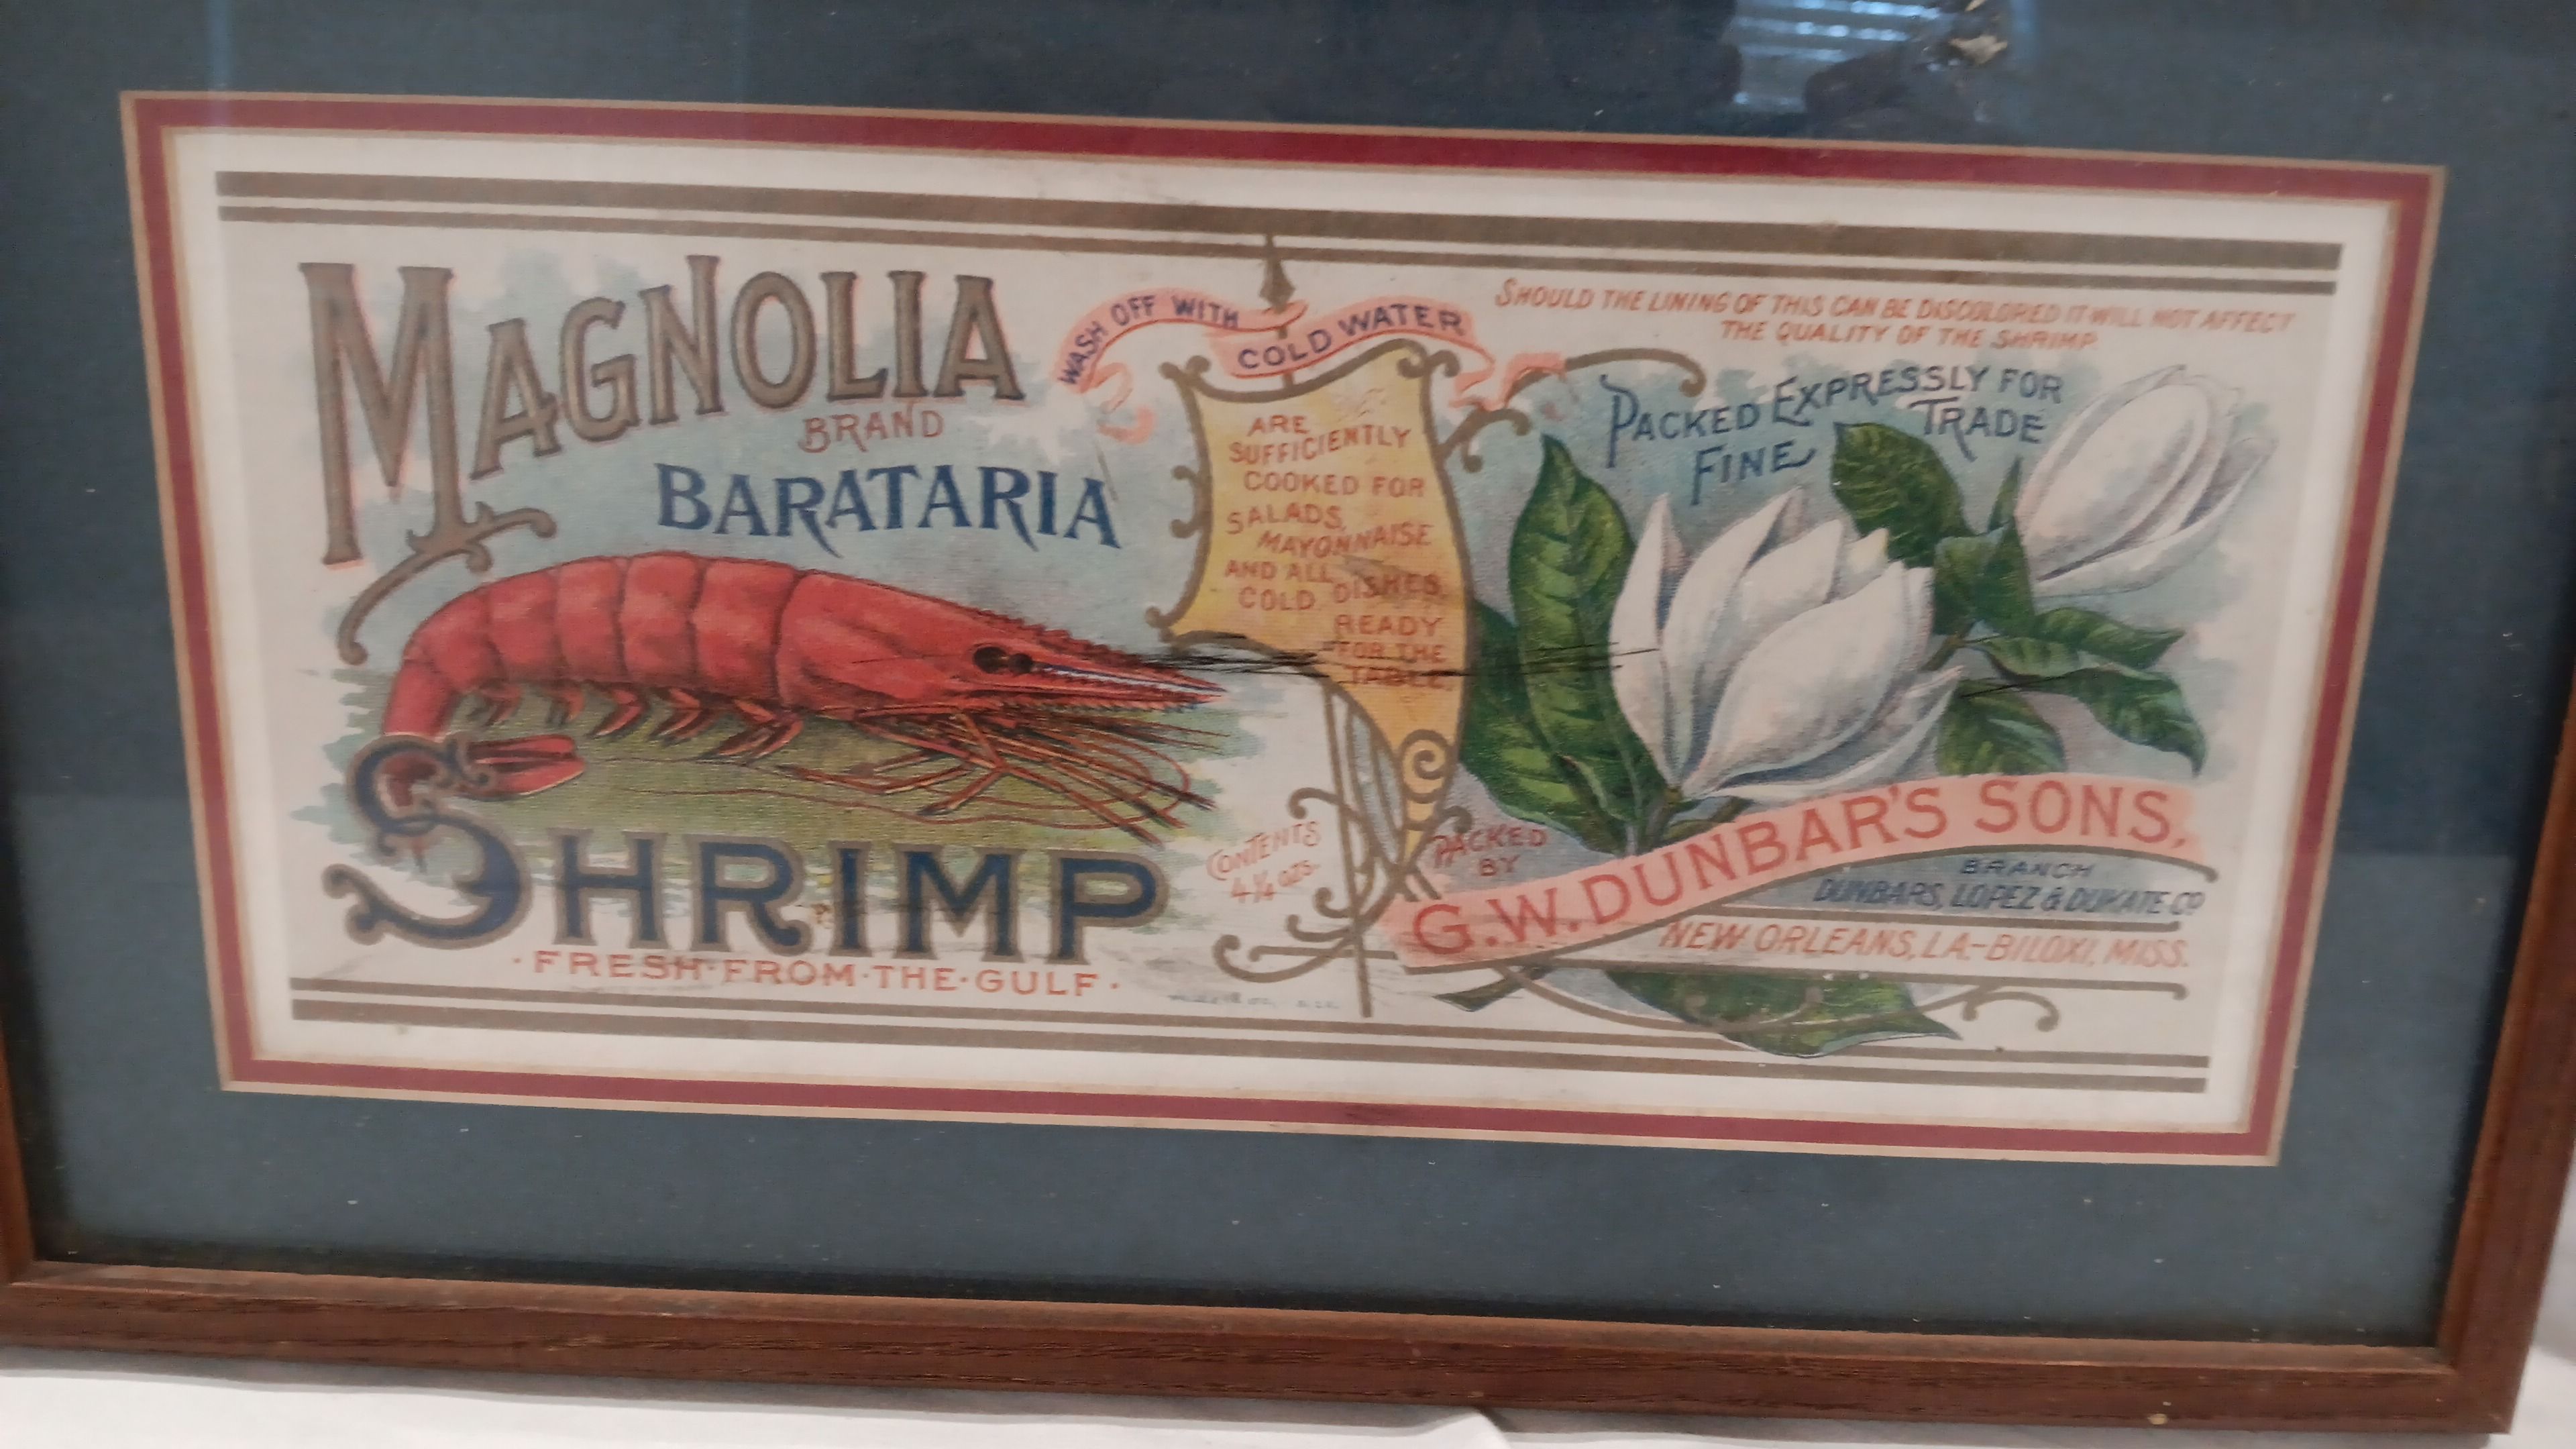 MAGNOLIA
BRAND
BARATARIA
SHRIMP
·FRESH·FROM·THE·GULF·
WASH OFF WITH
COLD WATER
ARE
SUFFICIENTLY
COOKED FOR
SALADS,
MAYONNAISE
AND ALL
COLD DISHES,
READY
FOR THE
TABLE.
CONTENTS
4 1/4 OZS.
SHOULD THE LINING OF THIS CAN BE DISCOLORED IT WILL NOT AFFECT
THE QUALITY OF THE SHRIMP
PACKED EXPRESSLY FOR
FINE TRADE
PACKED
BY
G.W. DUNBAR'S SONS,
BRANCH
DUNBARS, LOPEZ & DUKATE CO
NEW ORLEANS, LA-BILOXI, MISS.